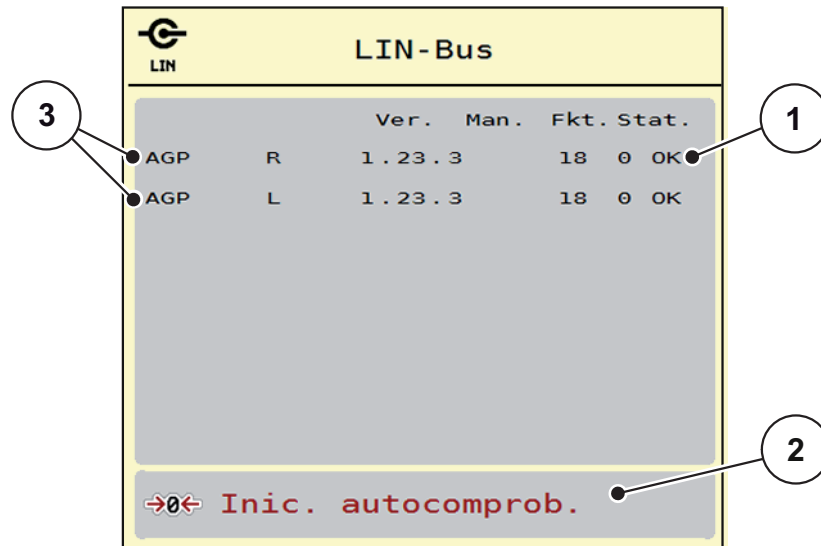 LIN
LIN-Bus
3
1
Ver. Man. Fkt. Stat.
AGP R 1.23.3 18 0 OK
AGP L 1.23.3 18 0 OK
2
→0← Inic. autocomprob.